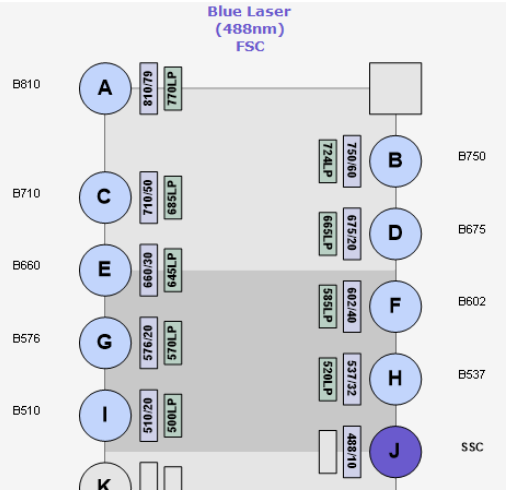 Blue Laser
(488nm)
FSC
B810
A
810/79
770LP
724LP
750/60
B
B750
B710
C
710/50
685LP
665LP
675/20
D
B675
B660
E
660/30
645LP
585LP
602/40
F
B602
B576
G
576/20
570LP
520LP
537/32
H
B537
B510
I
510/20
500LP
488/10
J
SSC
K